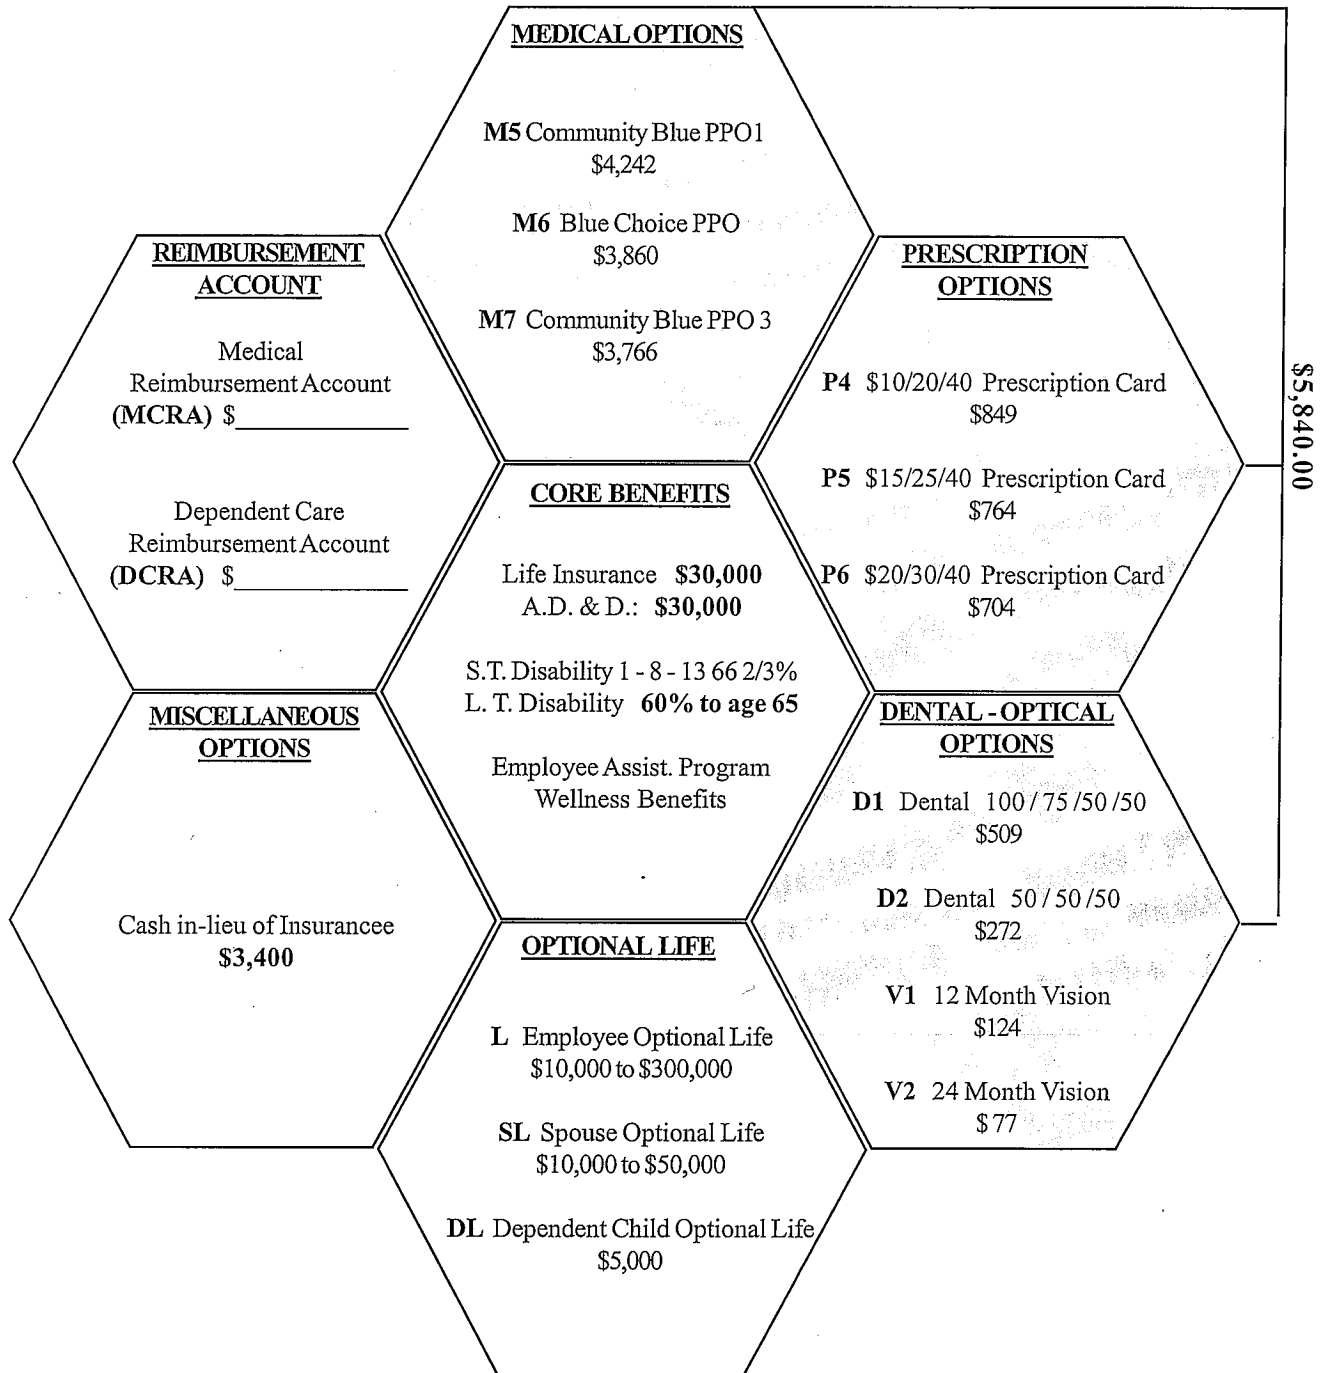 MEDICAL OPTIONS
M5 Community Blue PPO 1
$4,242
M6 Blue Choice PPO
$3,860
M7 Community Blue PPO 3
$3,766
REIMBURSEMENT
ACCOUNT
Medical
Reimbursement Account
(MCRA) $
Dependent Care
Reimbursement Account
(DCRA) $
PRESCRIPTION
OPTIONS
P4 $10/20/40 Prescription Card
$849
P5 $15/25/40 Prescription Card
$764
P6 $20/30/40 Prescription Card
$704
$5,840.00
CORE BENEFITS
Life Insurance $30,000
A.D. & D.: $30,000
S.T. Disability 1 - 8 - 13 66 2/3%
L. T. Disability 60% to age 65
Employee Assist. Program
Wellness Benefits
MISCELLANEOUS
OPTIONS
Cash in-lieu of Insurancee
$3,400
DENTAL - OPTICAL
OPTIONS
D1 Dental 100 / 75 /50 /50
$509
D2 Dental 50 / 50 /50
$272
V1 12 Month Vision
$124
V2 24 Month Vision
$ 77
OPTIONAL LIFE
L Employee Optional Life
$10,000 to $300,000
SL Spouse Optional Life
$10,000 to $50,000
DL Dependent Child Optional Life
$5,000